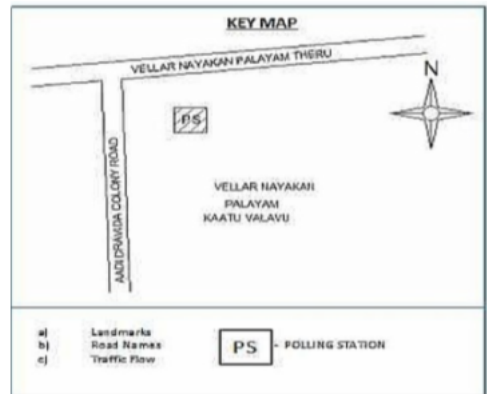 KEY MAP
VELLAR NAYAKAN PALAYAM THERU
N
PS
AADI DRAVIDA COLONY ROAD
VELLAR NAYAKAN
PALAYAM
KAATU VALAVU
a) Landmarks
b) Road Names
c) Traffic Flow
PS - POLLING STATION